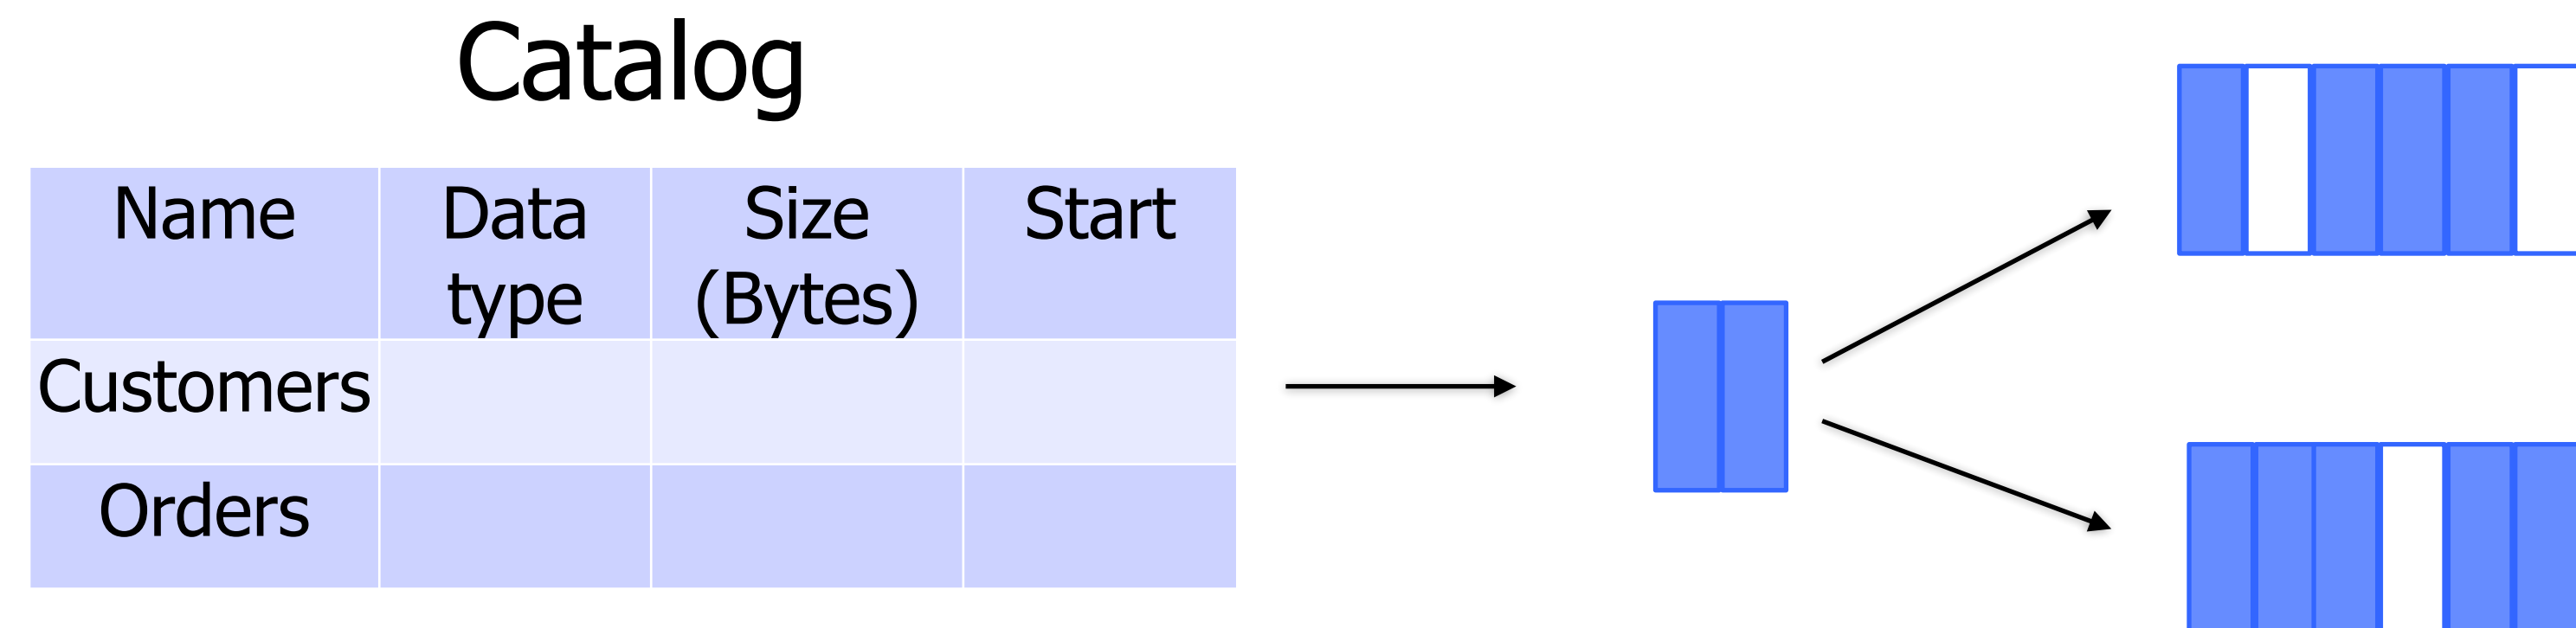 Catalog
Name
Data
type
Size
(Bytes)
Start
Customers
Orders